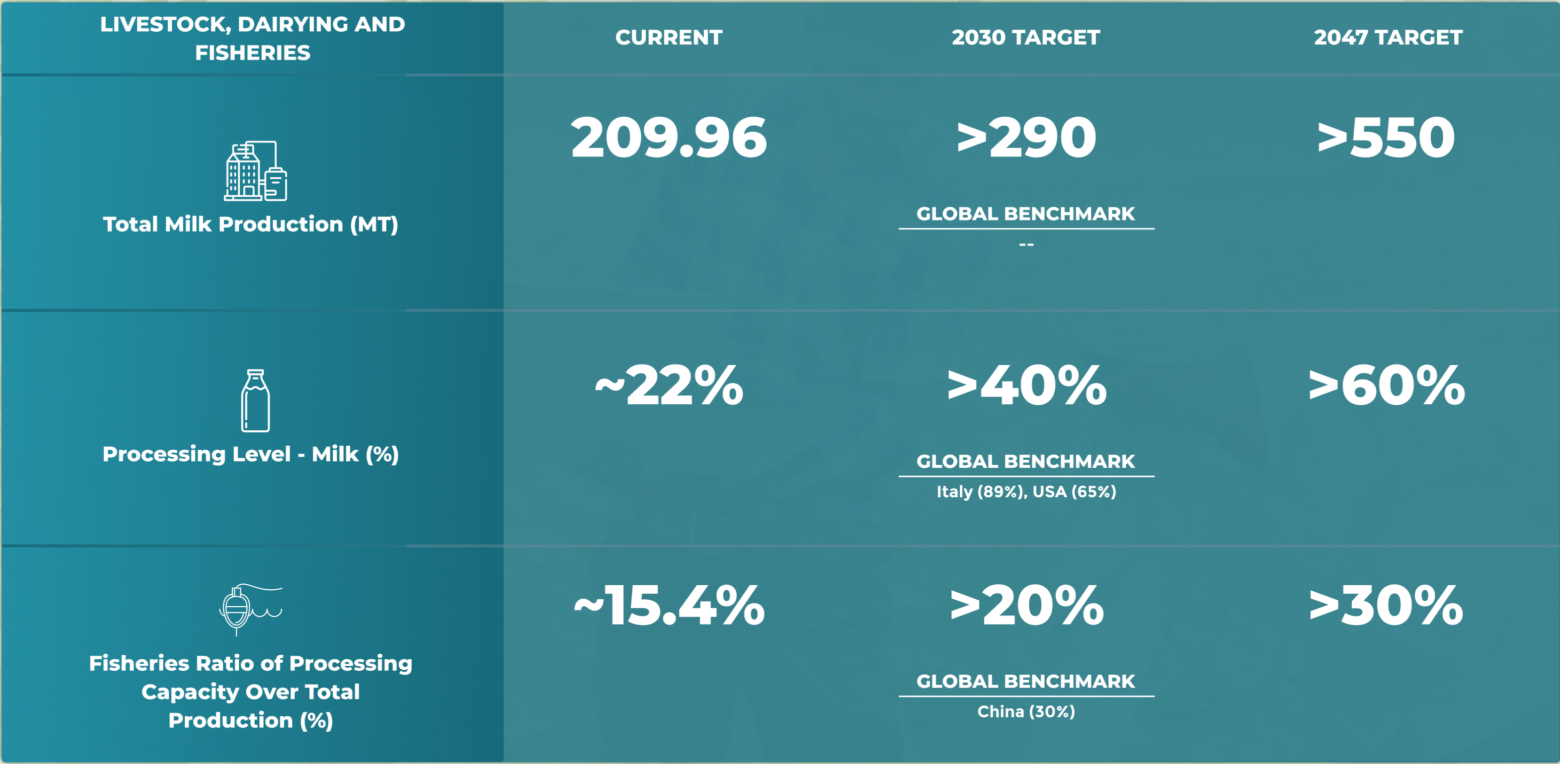 LIVESTOCK, DAIRYING AND
FISHERIES
CURRENT
2030 TARGET
2047 TARGET
Total Milk Production (MT)
209.96
>290
>550
GLOBAL BENCHMARK
--
Processing Level - Milk (%)
~22%
>40%
>60%
GLOBAL BENCHMARK
Italy (89%), USA (65%)
Fisheries Ratio of Processing
Capacity Over Total
Production (%)
~15.4%
>20%
>30%
GLOBAL BENCHMARK
China (30%)